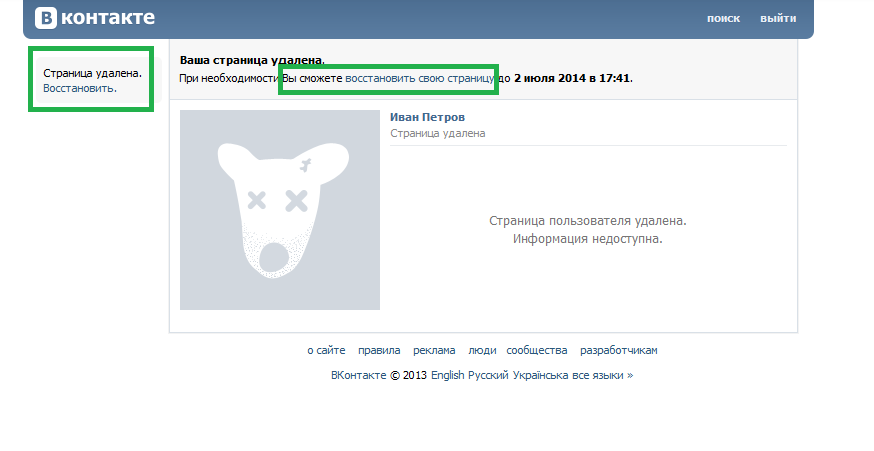 В контакте
поиск выйти
Страница удалена.
Восстановить.
Ваша страница удалена.
При необходимости Вы сможете восстановить свою страницу до 2 июля 2014 в 17:41.
Иван Петров
Страница удалена
Страница пользователя удалена.
Информация недоступна.
о сайте правила реклама люди сообщества разработчикам
ВКонтакте © 2013 English Русский Українська все языки »